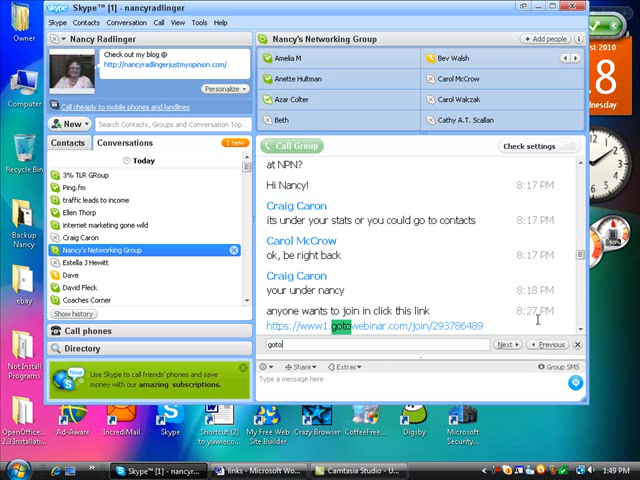 Skype™ [1] - nancyradlinger
Skype Contacts Conversation Call View Tools Help
Nancy Radlinger
Check out my blog @
http://nancyradlingerjustmyopinion.com/
Personalize
Call cheaply to mobile phones and landlines
New
Search Contacts, Groups and Conversation Top...
Contacts
Conversations
1 new
Today
3% TLR GRoup
Ping.fm
traffic leads to income
Ellen Thorp
internet marketing gone wild
Craig Caron
Nancy's Networking Group
Estella J Hewitt
Dave
David Fleck
Coaches Corner
Show history
Call phones
Directory
Use Skype to call friends' phones and save
money with our amazing subscriptions.
Nancy's Networking Group
Add people
Amelia M
Bev Walsh
Anette Hultman
Carol McCrow
Azar Colter
Carol Walczak
Beth
Cathy A. Scallan
Call Group
Check settings
at NPN?
Hi Nancy! 8:17 PM
Craig Caron
its under your stats or you could go to contacts 8:17 PM
Carol McCrow
ok, be right back 8:17 PM
Craig Caron
your under nancy 8:18 PM
anyone wants to join in click this link 8:27 PM
https://www1.gotowebinar.com/join/293786489
goto
Next
Previous
Share
Extras
Group SMS
Type a message here
Owner
Computer
Recycle Bin
Backup Nancy
ebay
Not Install Programs
OpenOffice...
2.3 Installati...
Ad-Aware
IncrediMail
Skype
Shortcut (2) to yuwieco...
My Free Web Site Builder
Crazy Browser
CoffeeFree...
Digsby
Microsoft Security...
2010
8
50%
Skype™ [1] - nancyr...
links - Microsoft Wo...
Camtasia Studio - U...
1:49 PM